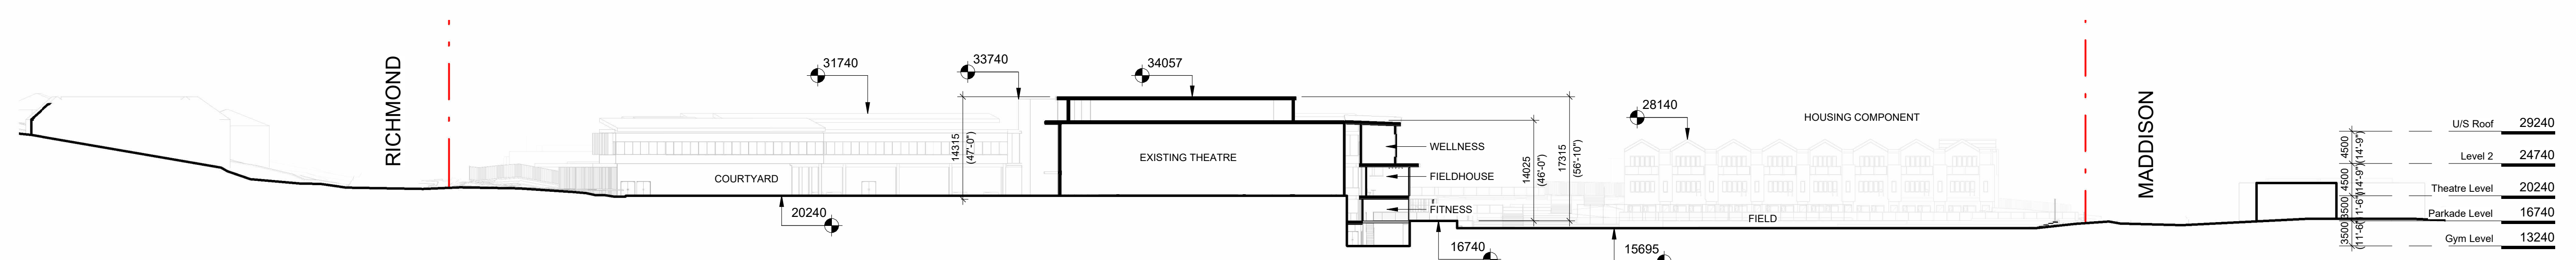 RICHMOND
31740
33740
34057
14315
(47'-0")
COURTYARD
20240
EXISTING THEATRE
WELLNESS
FIELDHOUSE
FITNESS
16740
14025
(46'-0")
17315
(56'-10")
15695
28140
HOUSING COMPONENT
FIELD
MADDISON
4500
(14'-9")
4500
(14'-9")
3500
(11'-6")
3500
(11'-6")
U/S Roof 29240
Level 2 24740
Theatre Level 20240
Parkade Level 16740
Gym Level 13240